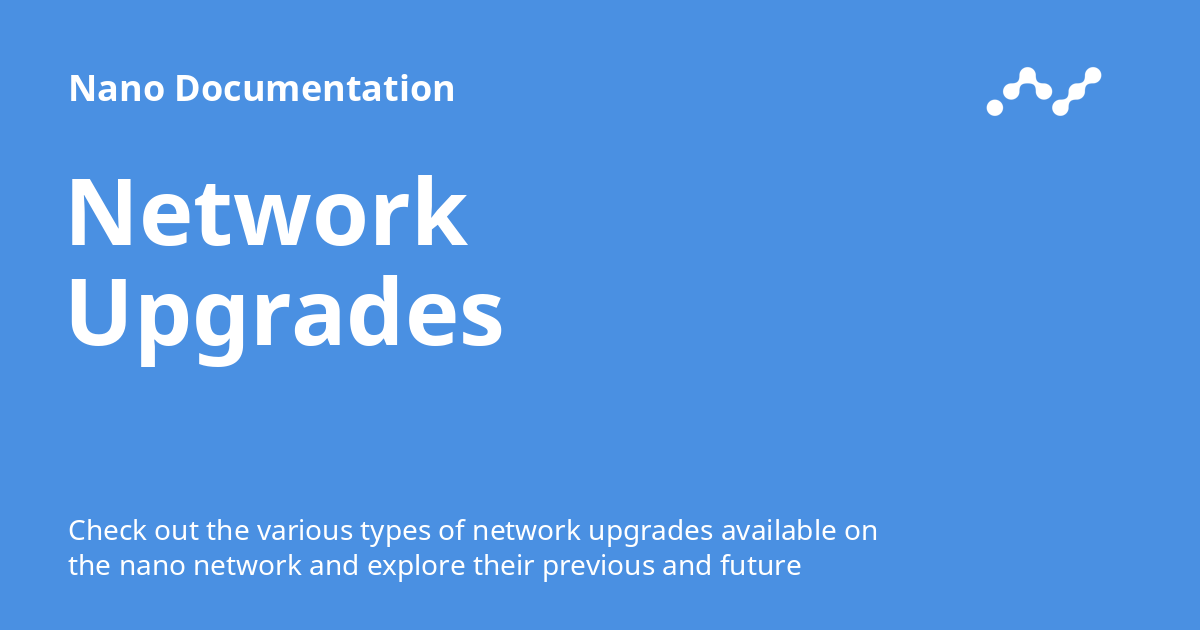 Nano Documentation
Network
Upgrades
Check out the various types of network upgrades available on
the nano network and explore their previous and future